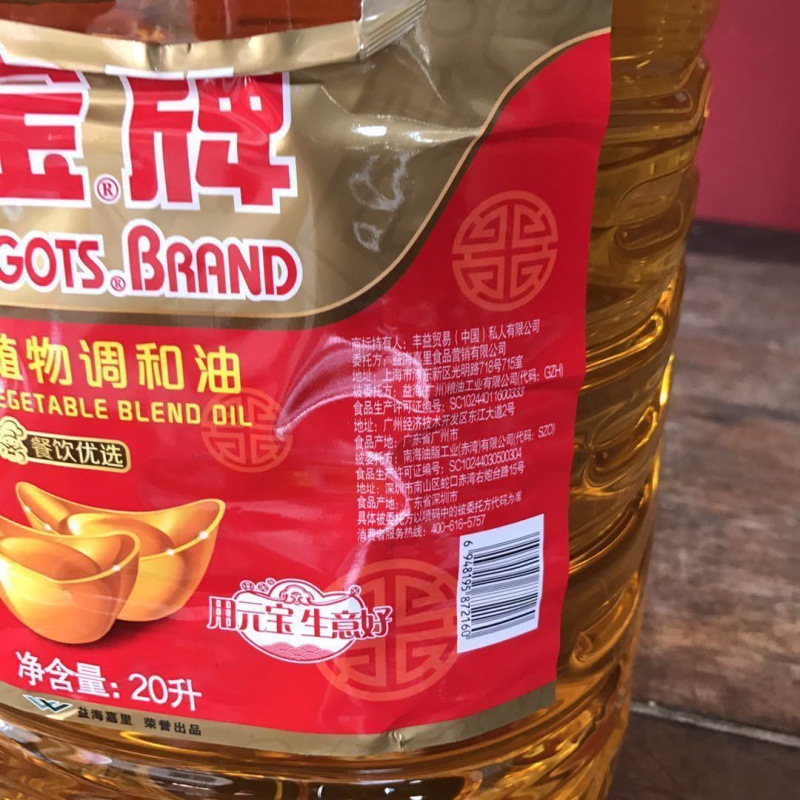 宝®牌
GOTS® BRAND
植物调和油
VEGETABLE BLEND OIL
餐饮优选
商标持有人：丰益贸易（中国）私人有限公司
委托方：益海嘉里食品营销有限公司
地址：上海市浦东新区光明路718号715室
被委托方：益海(广州)粮油工业有限公司(代码：GZH)
食品生产许可证编号：SC10244011600333
地址：广州经济技术开发区东江大道2号
食品产地：广东省广州市
被委托方：南海油脂工业(赤湾)有限公司(代码：SZC)
食品生产许可证编号：SC10244030500304
地址：深圳市南山区蛇口赤湾右炮台路15号
食品产地：广东省深圳市
具体被委托方以喷码中的被委托方代码为准
消费者服务热线：400-616-5757
6 948195 872160
用元宝 生意好
净含量：20升
益海嘉里 荣誉出品